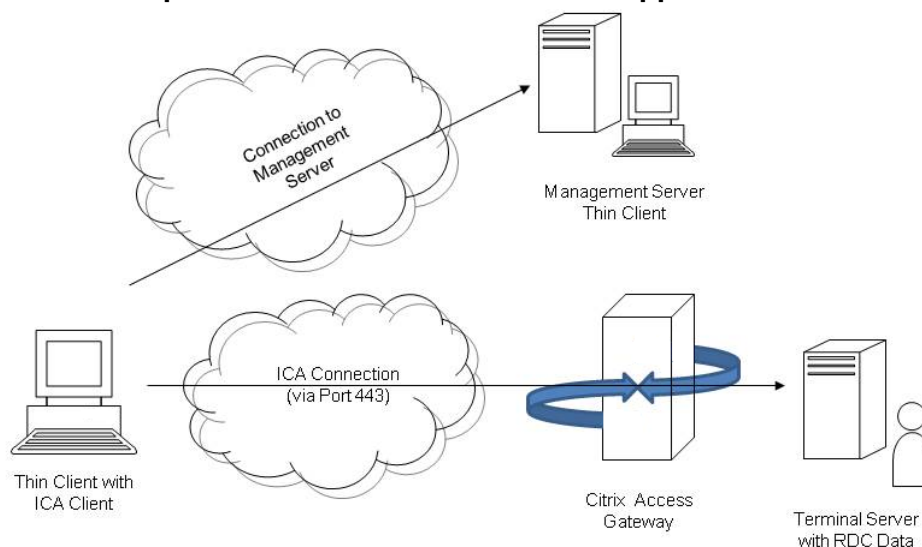 Connection to
Management
Server
Management Server
Thin Client
ICA Connection
(via Port 443)
Thin Client with
ICA Client
Citrix Access
Gateway
Terminal Server
with RDC Data